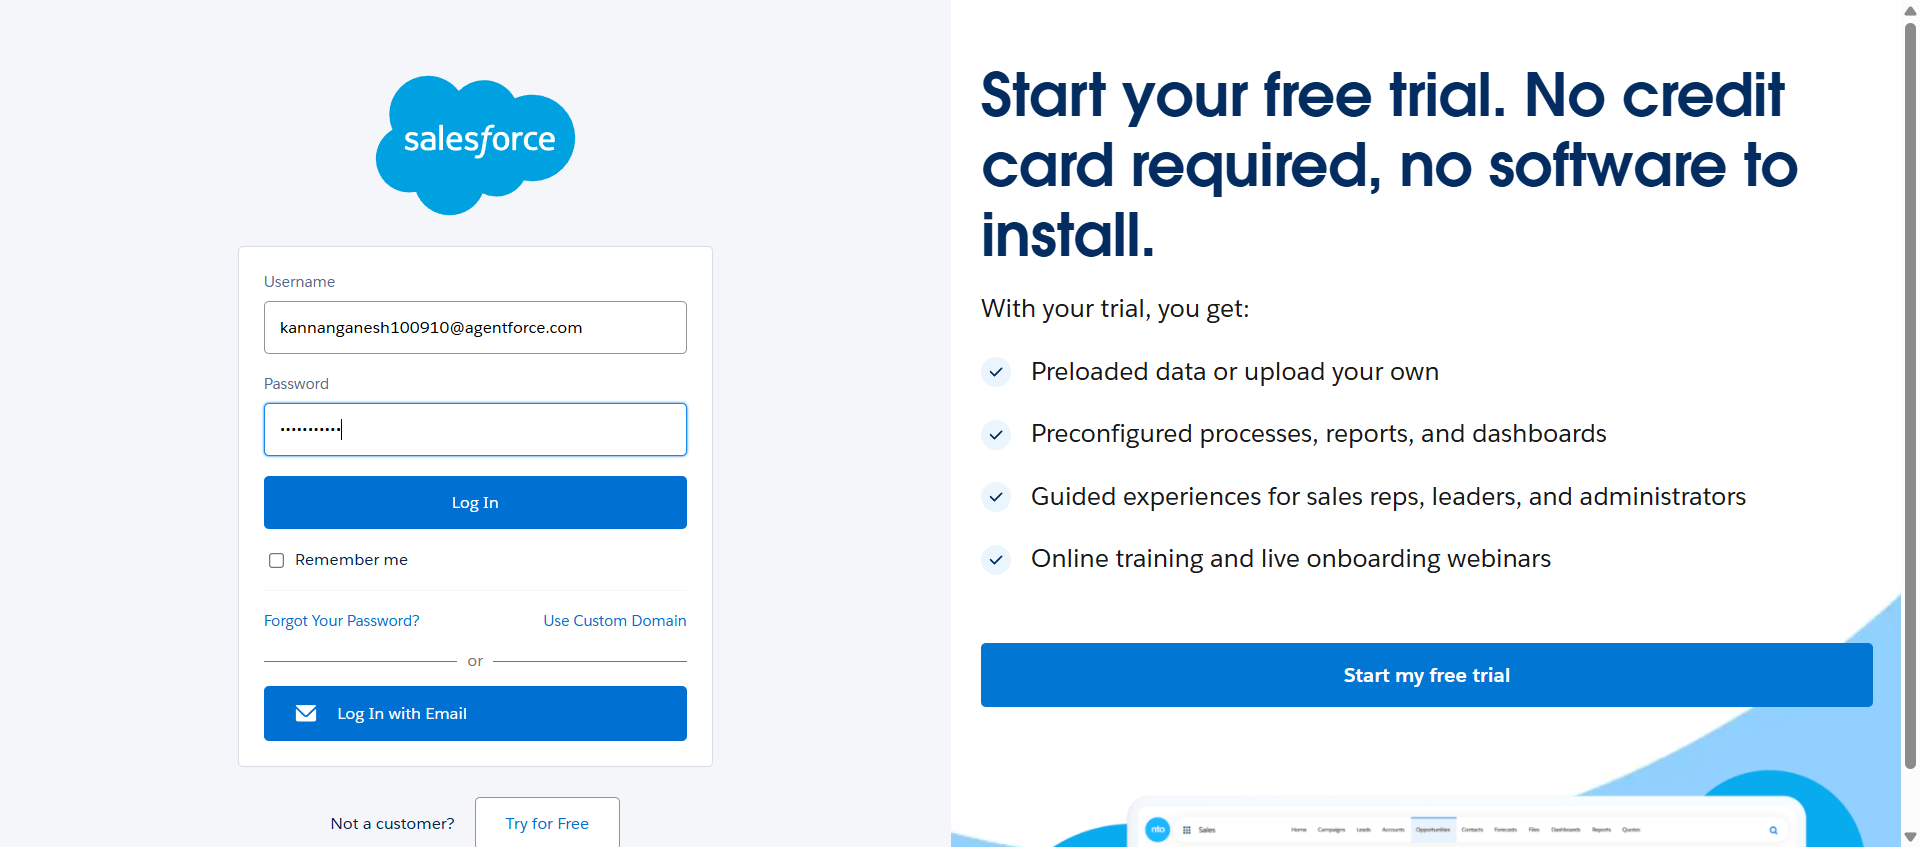 salesforce
Username
kannanganesh100910@agentforce.com
Password
•••••••••••
Log In
Remember me
Forgot Your Password?
Use Custom Domain
or
Log In with Email
Not a customer?
Try for Free
Start your free trial. No credit
card required, no software to
install.
With your trial, you get:
Preloaded data or upload your own
Preconfigured processes, reports, and dashboards
Guided experiences for sales reps, leaders, and administrators
Online training and live onboarding webinars
Start my free trial
nto
Sales
Home
Campaigns
Leads
Accounts
Opportunities
Contacts
Forecasts
Files
Dashboards
Reports
Quotes